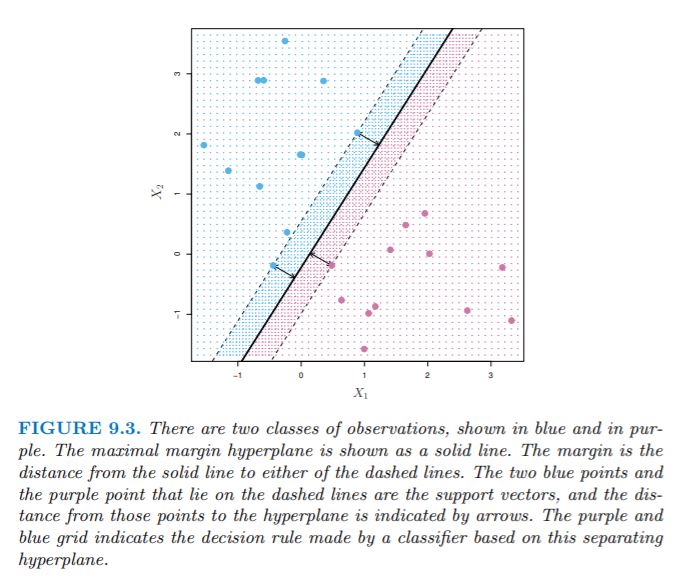 3
2
1
0
−1
X2
−1
0
1
2
3
X1
FIGURE 9.3. There are two classes of observations, shown in blue and in pur-
ple. The maximal margin hyperplane is shown as a solid line. The margin is the
distance from the solid line to either of the dashed lines. The two blue points and
the purple point that lie on the dashed lines are the support vectors, and the dis-
tance from those points to the hyperplane is indicated by arrows. The purple and
blue grid indicates the decision rule made by a classifier based on this separating
hyperplane.